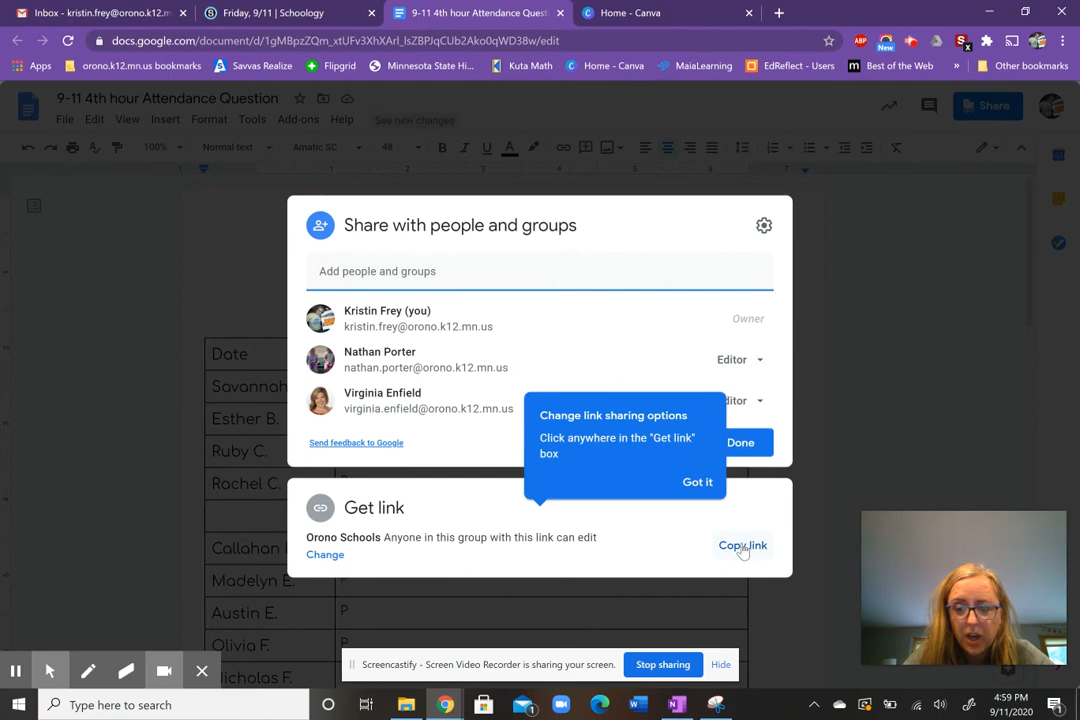 Inbox - kristin.frey@orono.k12.m
Friday, 9/11 | Schoology
9-11 4th hour Attendance Quest
Home - Canva
docs.google.com/document/d/1gMBpzZQm_xtUFv3XhXArl_lsZBPJqCUb2Ako0qWD38w/edit
ABP
New
Apps
orono.k12.mn.us bookmarks
Savvas Realize
Flipgrid
Minnesota State Hi
Kuta Math
Home - Canva
MaiaLearning
EdReflect - Users
Best of the Web
Other bookmarks
9-11 4th hour Attendance Question
Share
File Edit View Insert Format Tools Add-ons Help See new changes
100% Normal text Amatic SC 48 B I U A
Share with people and groups
Add people and groups
Kristin Frey (you)
kristin.frey@orono.k12.mn.us
Owner
Nathan Porter
nathan.porter@orono.k12.mn.us
Editor
Virginia Enfield
virginia.enfield@orono.k12.mn.us
Send feedback to Google
Done
Change link sharing options
Click anywhere in the "Get link"
box
Got it
Get link
Orono Schools Anyone in this group with this link can edit
Change
Copy link
Date
Savannah
Esther B.
Ruby C.
Rachel C.
Callahan
Madelyn E.
Austin E.
P
Olivia F.
P
Nicholas F.
Screencastify - Screen Video Recorder is sharing your screen.
Stop sharing
Hide
Type here to search
4:59 PM
9/11/2020